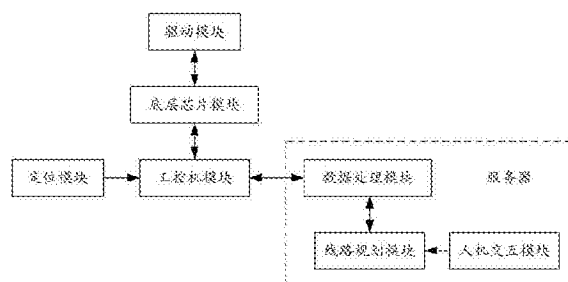 驱动模块
底层芯片模块
定位模块
工控机模块
数据处理模块
服务器
线路规划模块
人机交互模块